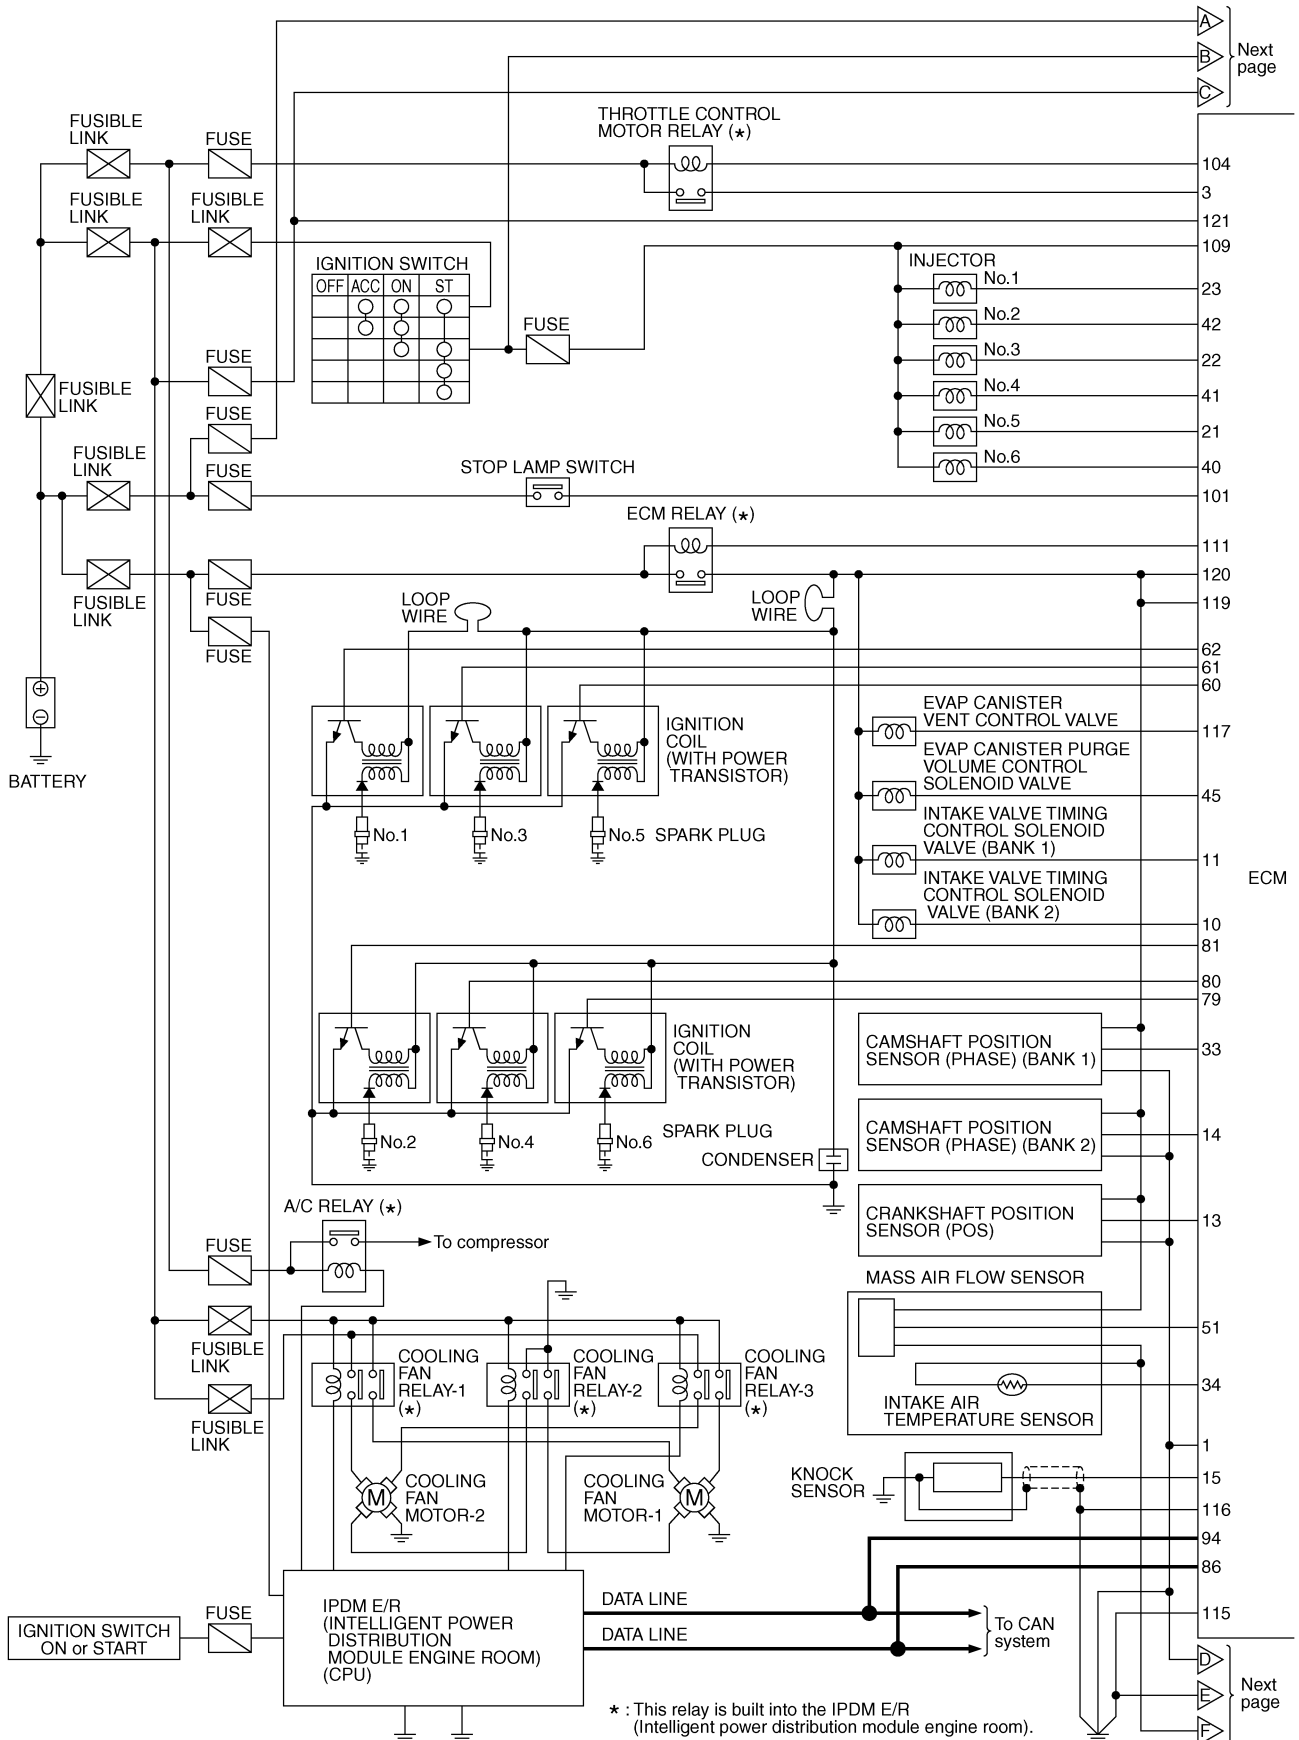 A
B
Next
page
C
THROTTLE CONTROL
MOTOR RELAY (*)
FUSIBLE
LINK
FUSE
104
3
FUSIBLE
LINK
FUSIBLE
LINK
121
109
IGNITION SWITCH
OFF ACC ON ST
INJECTOR
No.1
23
No.2
42
FUSE
No.3
22
FUSE
No.4
41
FUSIBLE
LINK
FUSE
No.5
21
No.6
40
FUSIBLE
LINK
FUSE
STOP LAMP SWITCH
101
ECM RELAY (*)
111
120
FUSIBLE
LINK
FUSE
LOOP
WIRE
LOOP
WIRE
119
FUSE
62
61
60
+
−
BATTERY
IGNITION
COIL
(WITH POWER
TRANSISTOR)
EVAP CANISTER
VENT CONTROL VALVE
117
EVAP CANISTER PURGE
VOLUME CONTROL
SOLENOID VALVE
45
No.1
No.3
No.5 SPARK PLUG
INTAKE VALVE TIMING
CONTROL SOLENOID
VALVE (BANK 1)
11
ECM
INTAKE VALVE TIMING
CONTROL SOLENOID
VALVE (BANK 2)
10
81
80
79
IGNITION
COIL
(WITH POWER
TRANSISTOR)
CAMSHAFT POSITION
SENSOR (PHASE) (BANK 1)
33
No.2
No.4
No.6
SPARK PLUG
CAMSHAFT POSITION
SENSOR (PHASE) (BANK 2)
14
CONDENSER
A/C RELAY (*)
CRANKSHAFT POSITION
SENSOR (POS)
13
FUSE
To compressor
MASS AIR FLOW SENSOR
51
FUSIBLE
LINK
COOLING
FAN
RELAY-1
(*)
COOLING
FAN
RELAY-2
(*)
COOLING
FAN
RELAY-3
(*)
34
INTAKE AIR
TEMPERATURE SENSOR
FUSIBLE
LINK
1
M
COOLING
FAN
MOTOR-2
COOLING
FAN
MOTOR-1
M
KNOCK
SENSOR
15
116
94
86
IPDM E/R
(INTELLIGENT POWER
DISTRIBUTION
MODULE ENGINE ROOM)
(CPU)
DATA LINE
DATA LINE
To CAN
system
115
IGNITION SWITCH
ON or START
FUSE
D
E
Next
page
F
* : This relay is built into the IPDM E/R
(Intelligent power distribution module engine room).